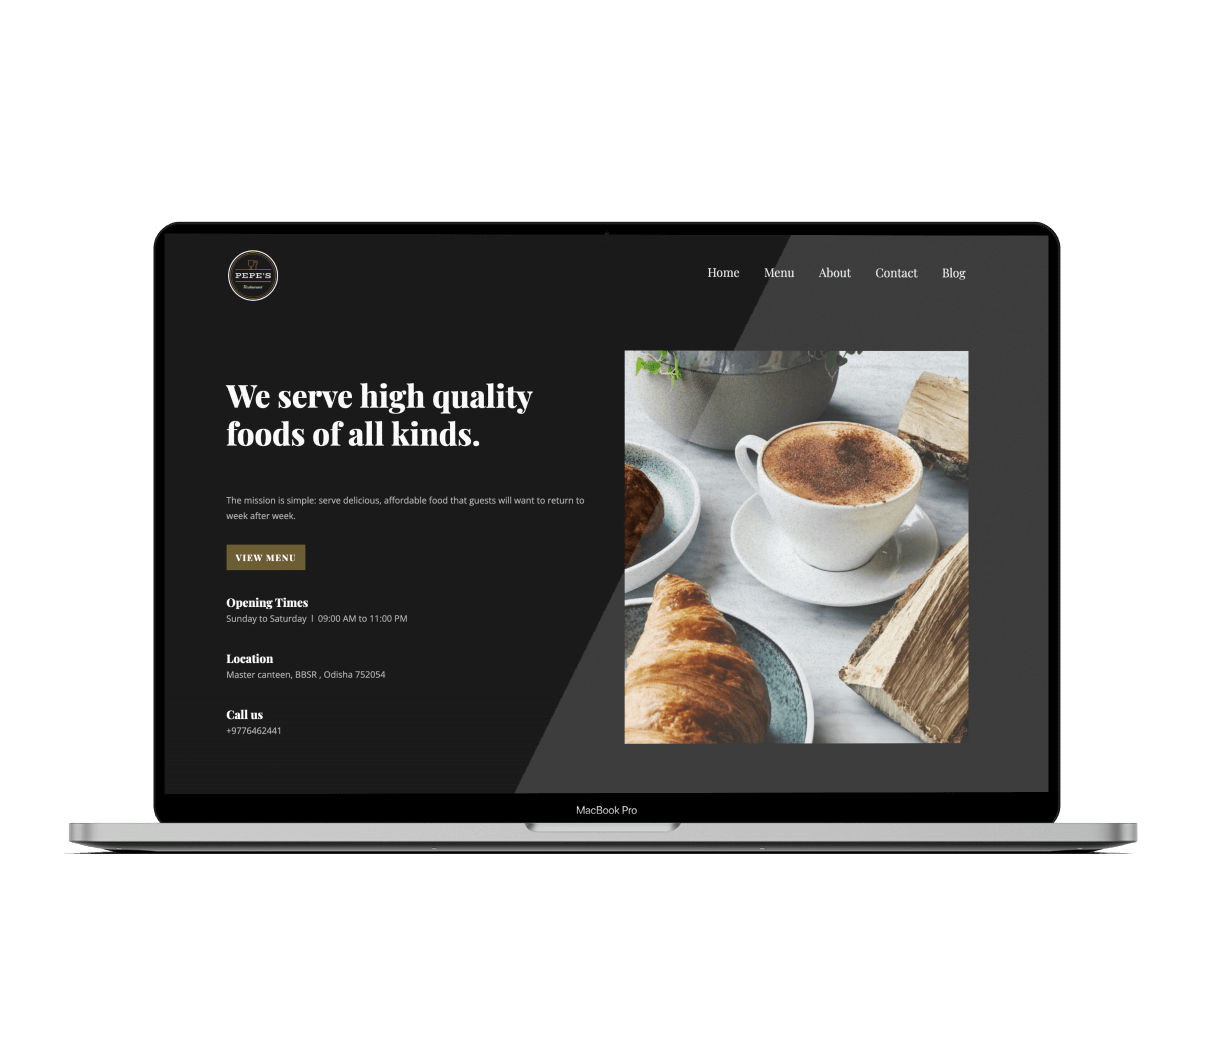 PEPE'S
Restaurant
Home Menu About Contact Blog
We serve high quality
foods of all kinds.
The mission is simple: serve delicious, affordable food that guests will want to return to
week after week.
VIEW MENU
Opening Times
Sunday to Saturday | 09:00 AM to 11:00 PM
Location
Master canteen, BBSR , Odisha 752054
Call us
+9776462441
MacBook Pro